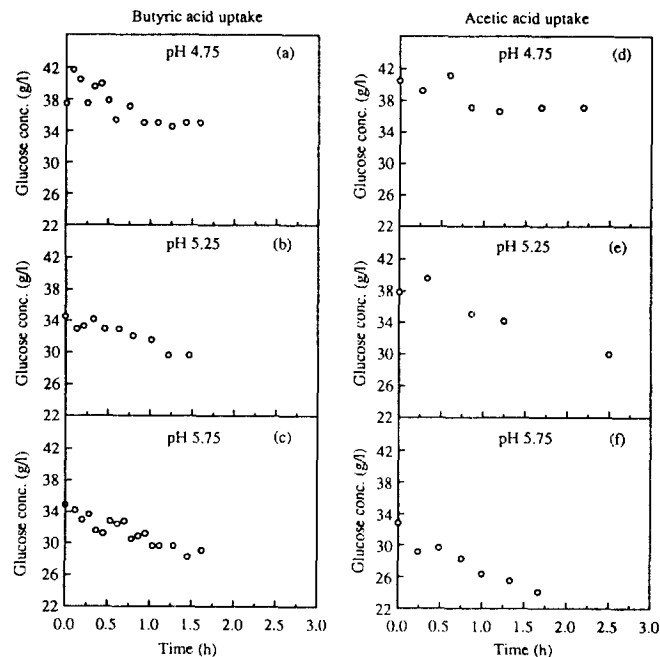 Butyric acid uptake
Acetic acid uptake
pH 4.75 (a)
Glucose conc. (g/l)
42
38
34
30
26
22
pH 5.25 (b)
Glucose conc. (g/l)
42
38
34
30
26
22
pH 5.75 (c)
Glucose conc. (g/l)
42
38
34
30
26
22
0.0 0.5 1.0 1.5 2.0 2.5 3.0
Time (h)
pH 4.75 (d)
Glucose conc. (g/l)
42
38
34
30
26
22
pH 5.25 (e)
Glucose conc. (g/l)
42
38
34
30
26
22
pH 5.75 (f)
Glucose conc. (g/l)
42
38
34
30
26
22
0.0 0.5 1.0 1.5 2.0 2.5 3.0
Time (h)